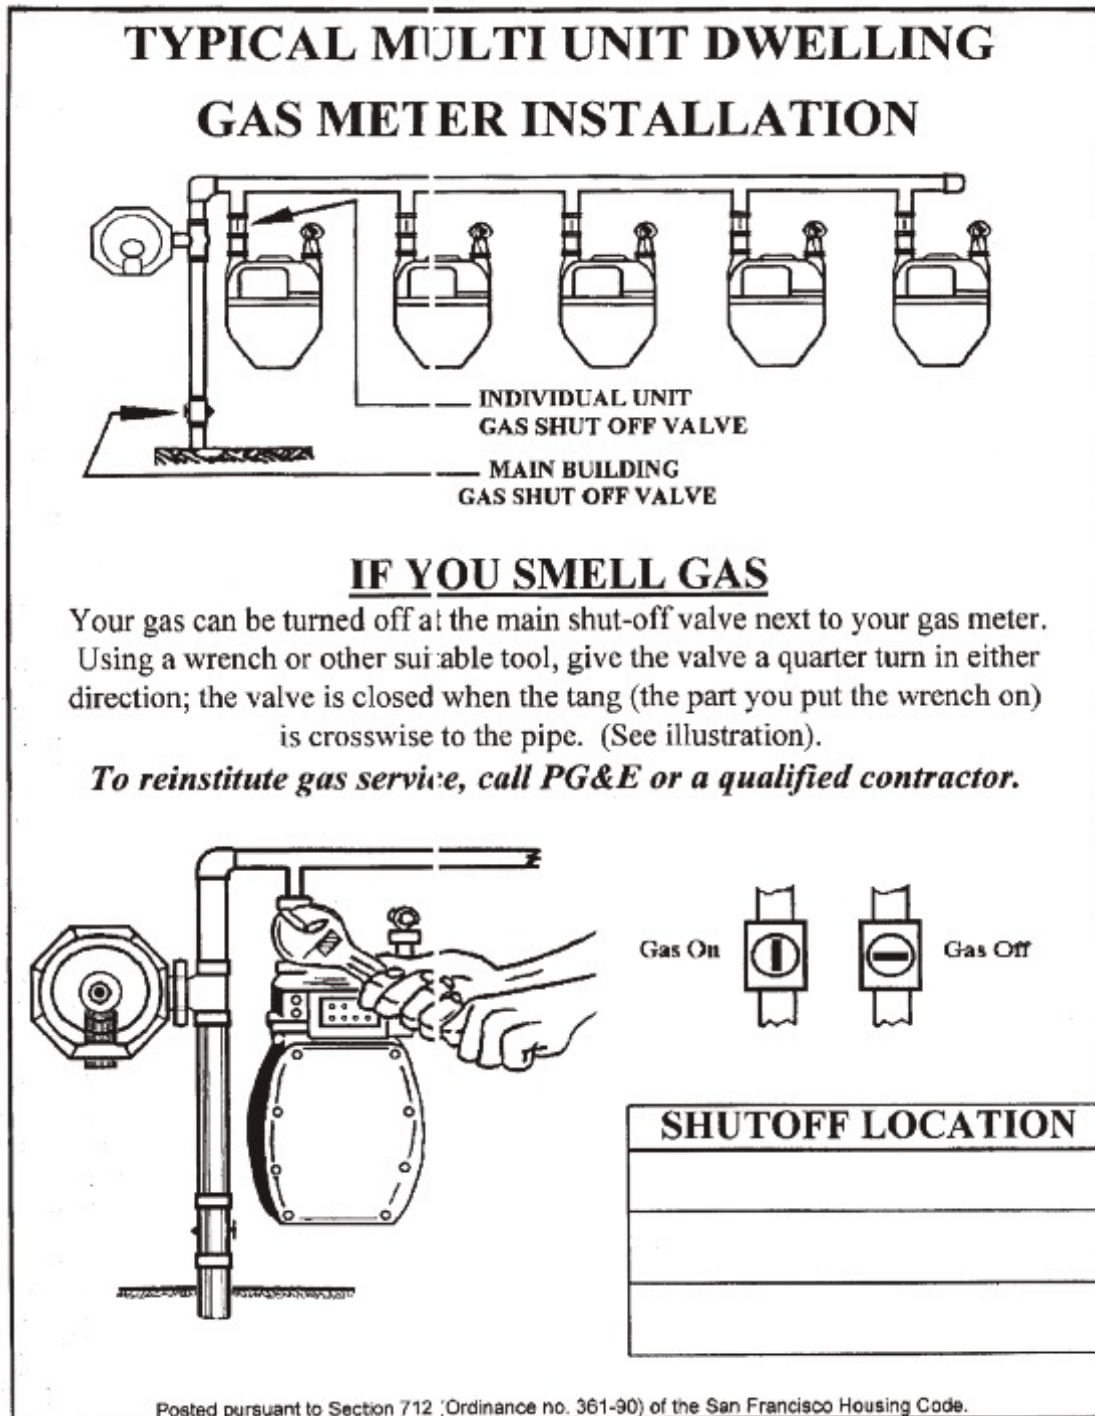 TYPICAL MULTI UNIT DWELLING
GAS METER INSTALLATION
INDIVIDUAL UNIT
GAS SHUT OFF VALVE
MAIN BUILDING
GAS SHUT OFF VALVE
IF YOU SMELL GAS
Your gas can be turned off at the main shut-off valve next to your gas meter.
Using a wrench or other suitable tool, give the valve a quarter turn in either
direction; the valve is closed when the tang (the part you put the wrench on)
is crosswise to the pipe. (See illustration).
To reinstitute gas service, call PG&E or a qualified contractor.
Gas On
Gas Off
SHUTOFF LOCATION
Posted pursuant to Section 712 (Ordinance no. 361-90) of the San Francisco Housing Code.